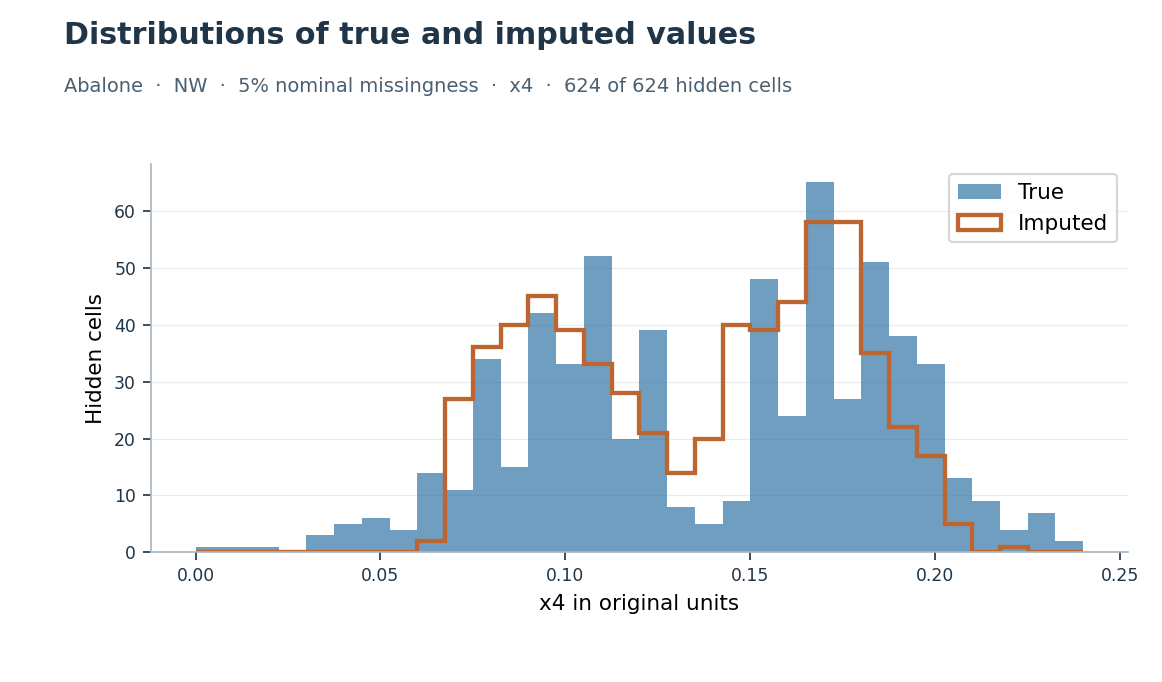 Distributions of true and imputed values
Abalone · NW · 5% nominal missingness · x4 · 624 of 624 hidden cells
True
Imputed
Hidden cells
60
50
40
30
20
10
0
0.00 0.05 0.10 0.15 0.20 0.25
x4 in original units